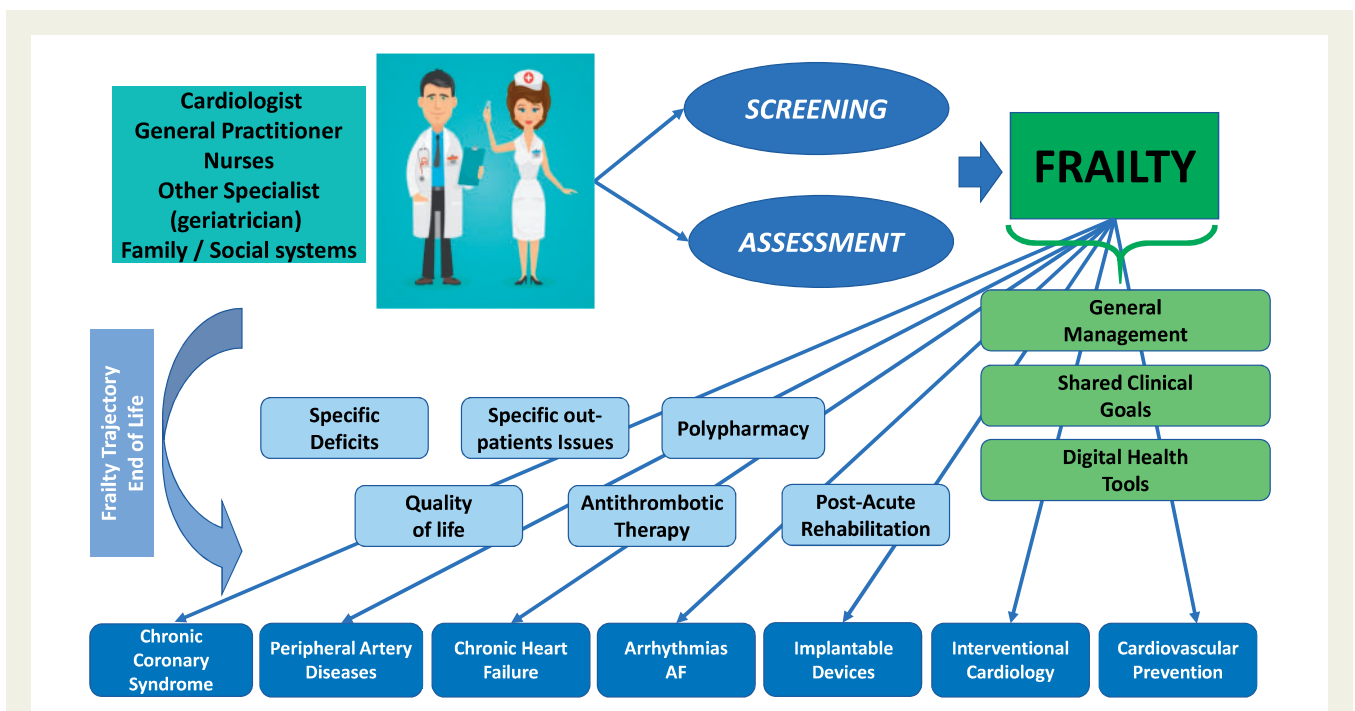 Cardiologist
General Practitioner
Nurses
Other Specialist
(geriatrician)
Family / Social systems
SCREENING
ASSESSMENT
FRAILTY
General
Management
Shared Clinical
Goals
Digital Health
Tools
Frailty Trajectory
End of Life
Specific
Deficits
Specific out-
patients Issues
Polypharmacy
Quality
of life
Antithrombotic
Therapy
Post-Acute
Rehabilitation
Chronic
Coronary
Syndrome
Peripheral Artery
Diseases
Chronic Heart
Failure
Arrhythmias
AF
Implantable
Devices
Interventional
Cardiology
Cardiovascular
Prevention